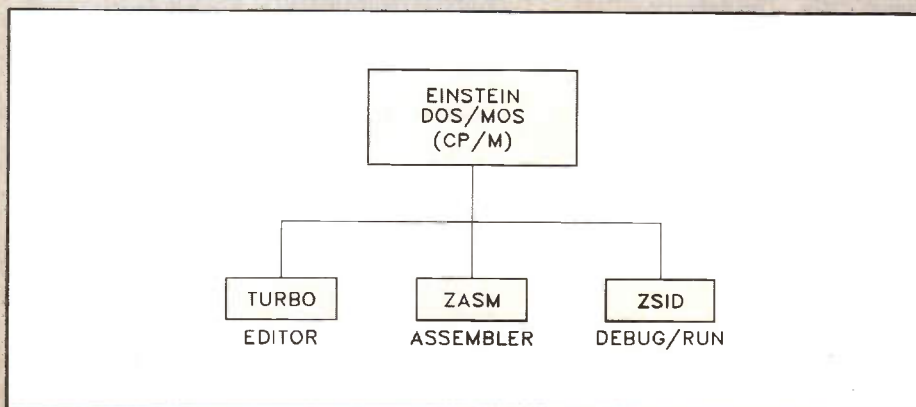 EINSTEIN
DOS/MOS
(CP/M)
TURBO ZASM ZSID
EDITOR ASSEMBLER DEBUG/RUN